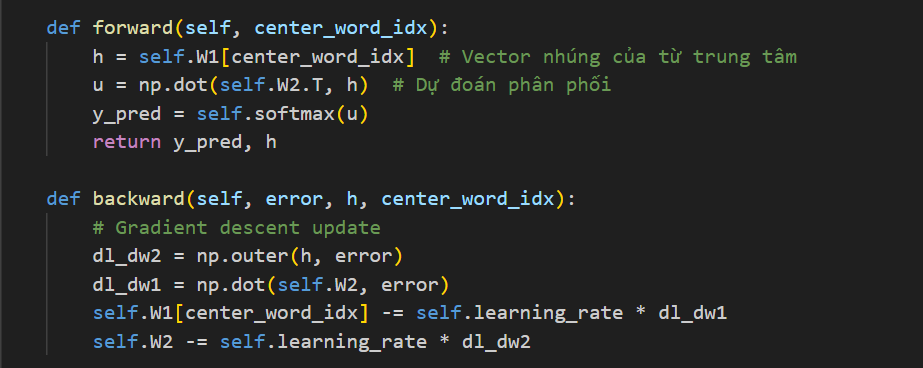 def forward(self, center_word_idx):
    h = self.W1[center_word_idx]  # Vector nhúng của từ trung tâm
    u = np.dot(self.W2.T, h)  # Dự đoán phân phối
    y_pred = self.softmax(u)
    return y_pred, h

def backward(self, error, h, center_word_idx):
    # Gradient descent update
    dl_dw2 = np.outer(h, error)
    dl_dw1 = np.dot(self.W2, error)
    self.W1[center_word_idx] -= self.learning_rate * dl_dw1
    self.W2 -= self.learning_rate * dl_dw2